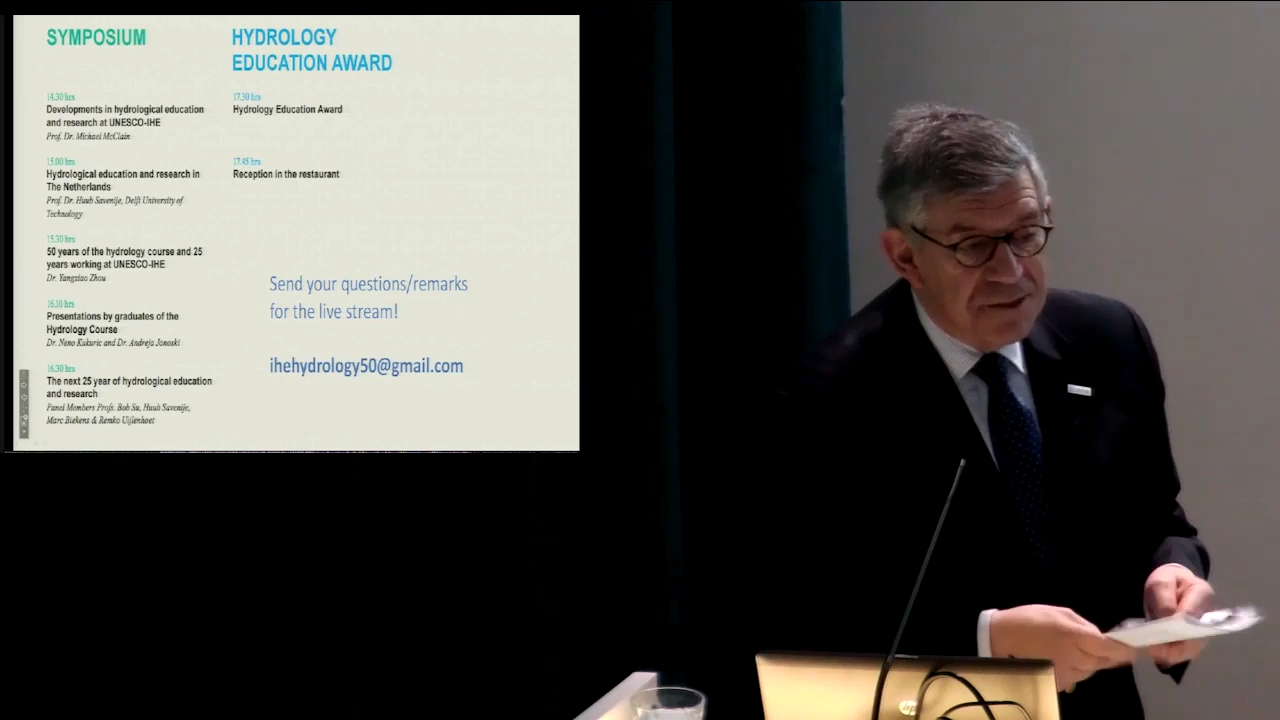 SYMPOSIUM
14.30 hrs
Developments in hydrological education
and research at UNESCO-IHE
Prof. Dr. Michael McClain
15.00 hrs
Hydrological education and research in
The Netherlands
Prof. Dr. Huub Savenije, Delft University of
Technology
15.30 hrs
50 years of the hydrology course and 25
years working at UNESCO-IHE
Dr. Yangxiao Zhou
16.10 hrs
Presentations by graduates of the
Hydrology Course
Dr. Neno Kukuric and Dr. Andreja Jonoski
16.30 hrs
The next 25 year of hydrological education
and research
Panel Members Profs. Bob Su, Huub Savenije,
Marc Biekens & Remko Uijlenhoet
HYDROLOGY
EDUCATION AWARD
17.30 hrs
Hydrology Education Award
17.45 hrs
Reception in the restaurant
Send your questions/remarks
for the live stream!
ihehydrology50@gmail.com
hp